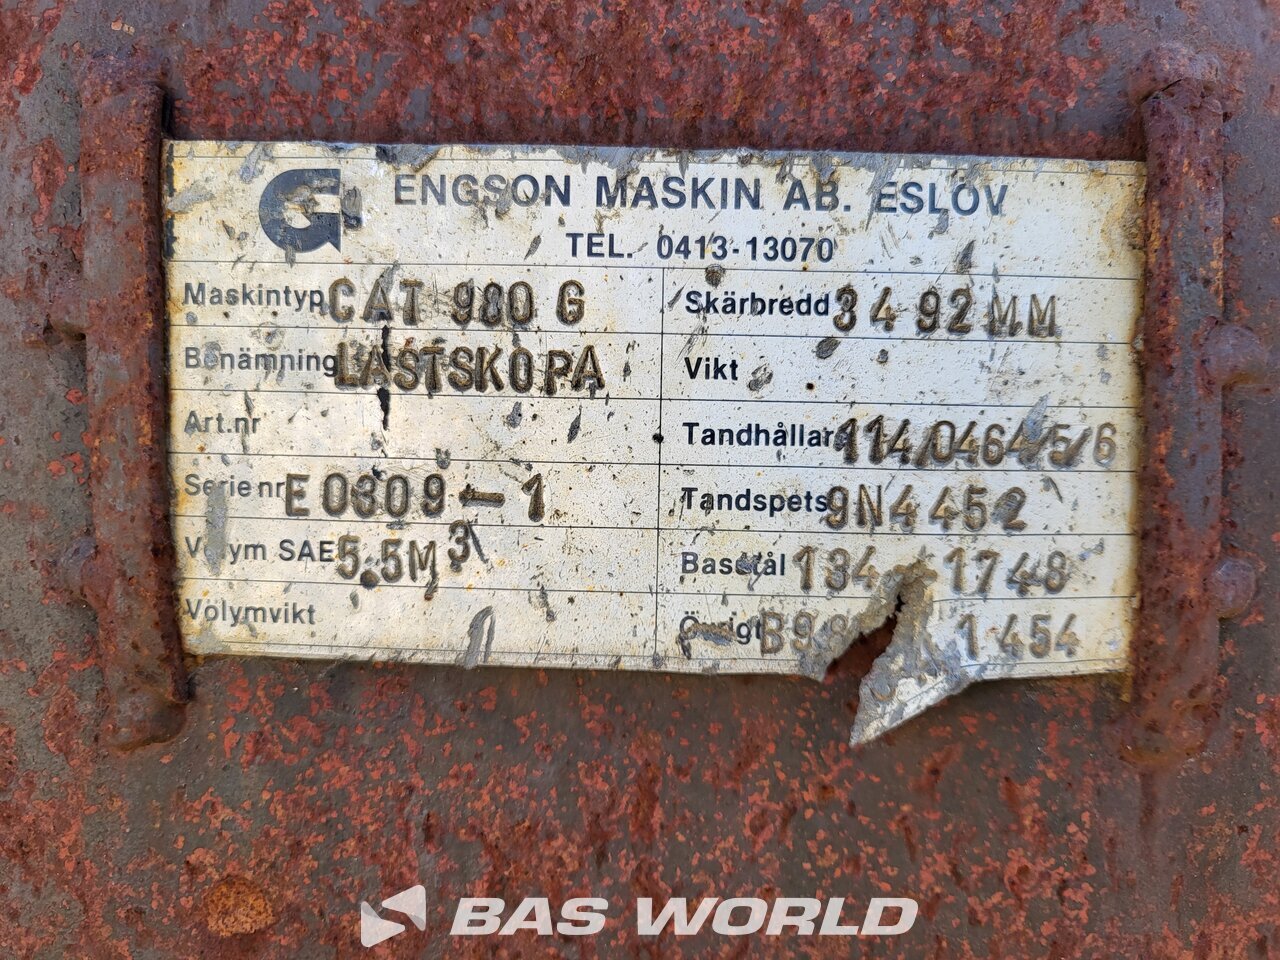 ENGSON MASKIN AB. ESLÖV
TEL. 0413-13070
Maskintyp CAT 980 G
Skärbredd 3492 MM
Benämning LASTSKOPA
Vikt
Art.nr
Tandhållare 114/0464/5/6
Serie nr E0309-1
Tandspets 9N4452
Volym SAE 5.5M³
Basstål 134 1748
Volymvikt
Övrigt 1454
BAS WORLD